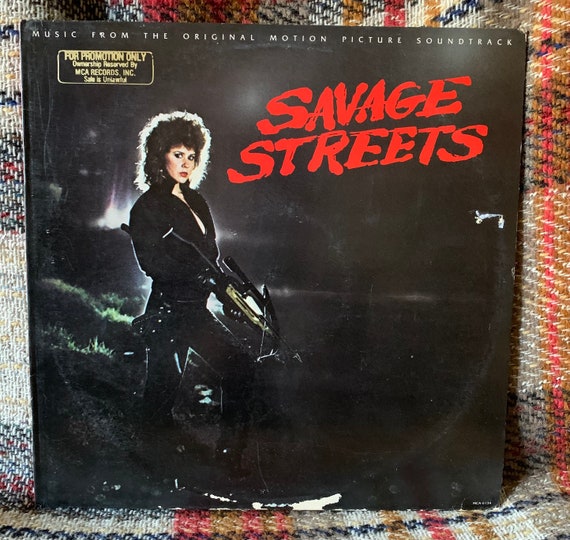 MUSIC FROM THE ORIGINAL MOTION PICTURE SOUNDTRACK
FOR PROMOTION ONLY
Ownership Reserved By
MCA RECORDS, INC.
Sale is Unlawful
SAVAGE
STREETS